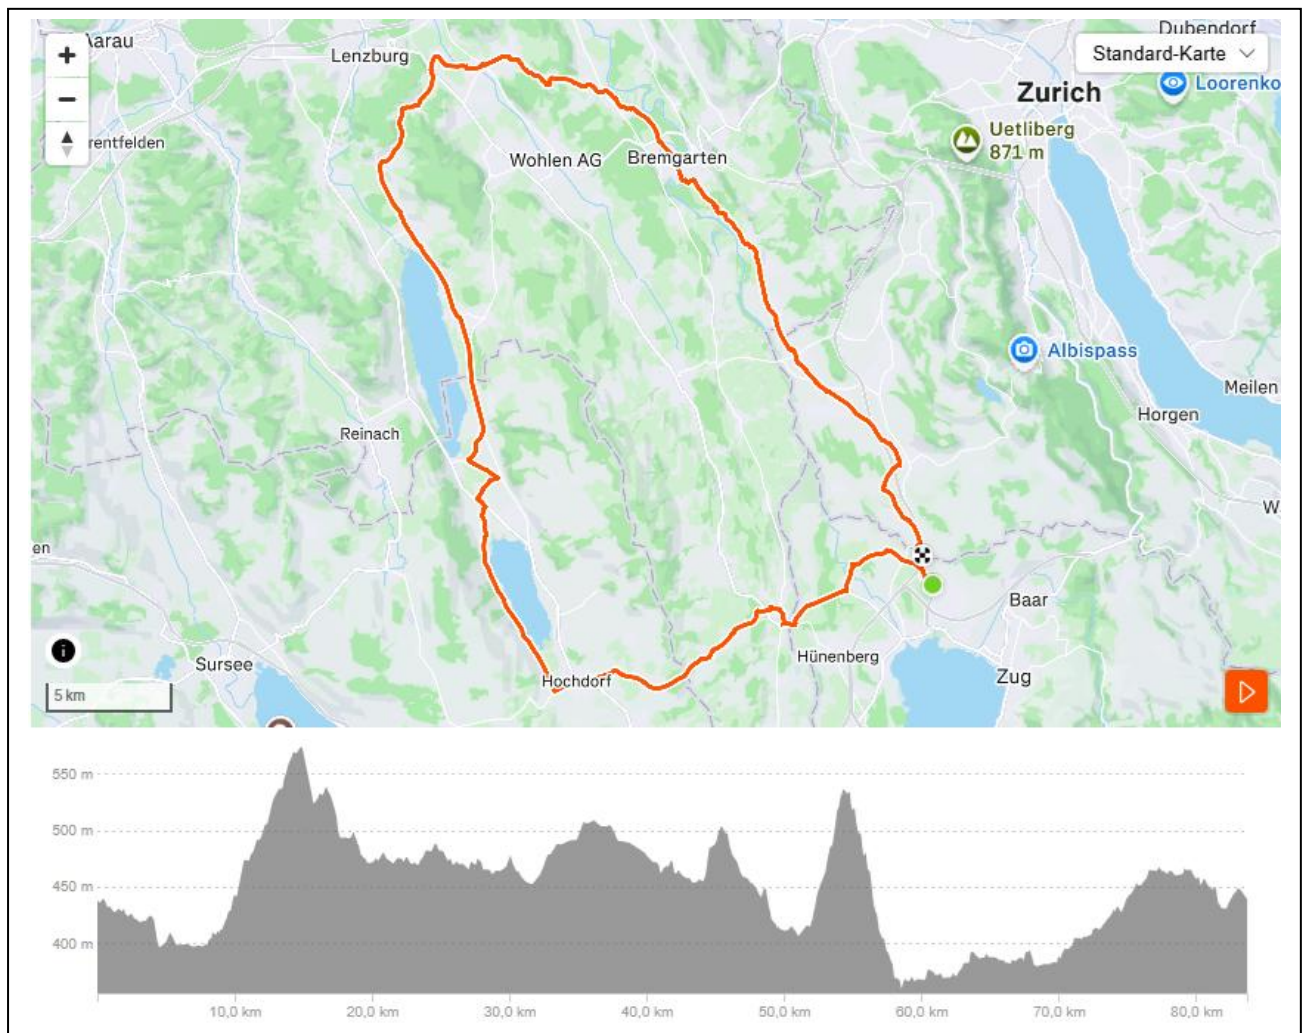 Aarau
Lenzburg
Dubendorf
Standard-Karte
Zurich
Loorenko
rentfelden
Uetliberg
871 m
Wohlen AG
Bremgarten
Albispass
Meilen
Horgen
Reinach
W
en
Baar
Sursee
Hünenberg
Zug
Hochdorf
5 km
550 m
500 m
450 m
400 m
10,0 km
20,0 km
30,0 km
40,0 km
50,0 km
60,0 km
70,0 km
80,0 km